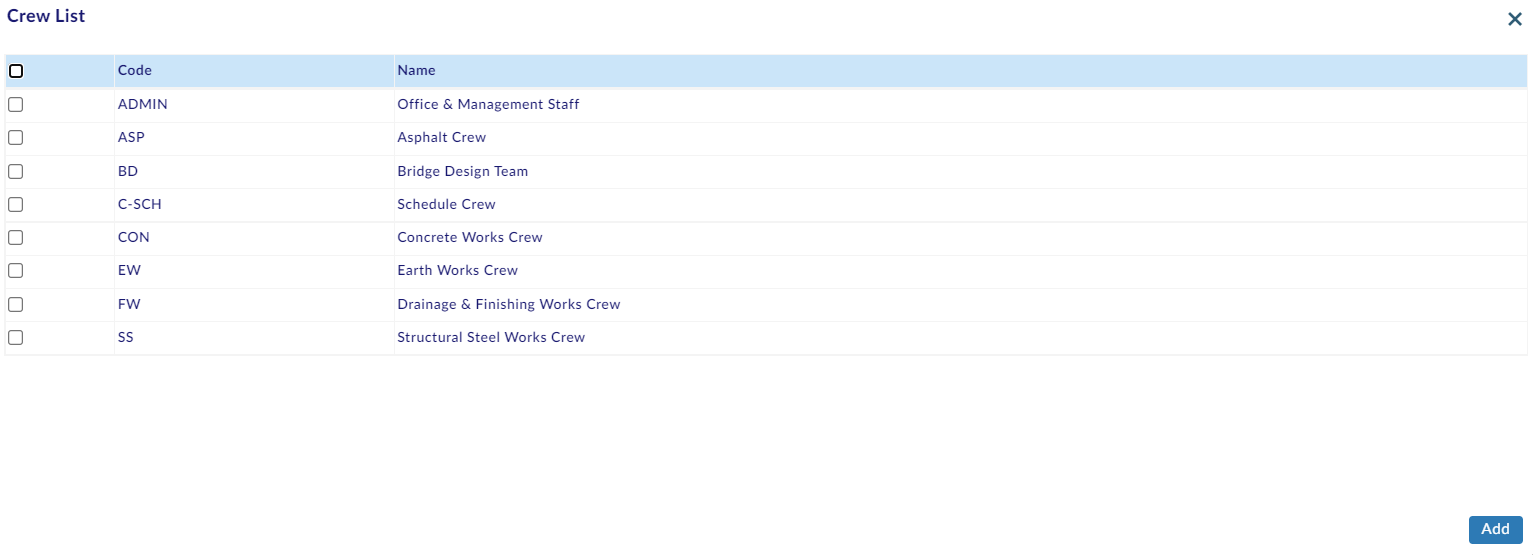 Crew List
Code Name
ADMIN Office & Management Staff
ASP Asphalt Crew
BD Bridge Design Team
C-SCH Schedule Crew
CON Concrete Works Crew
EW Earth Works Crew
FW Drainage & Finishing Works Crew
SS Structural Steel Works Crew
Add